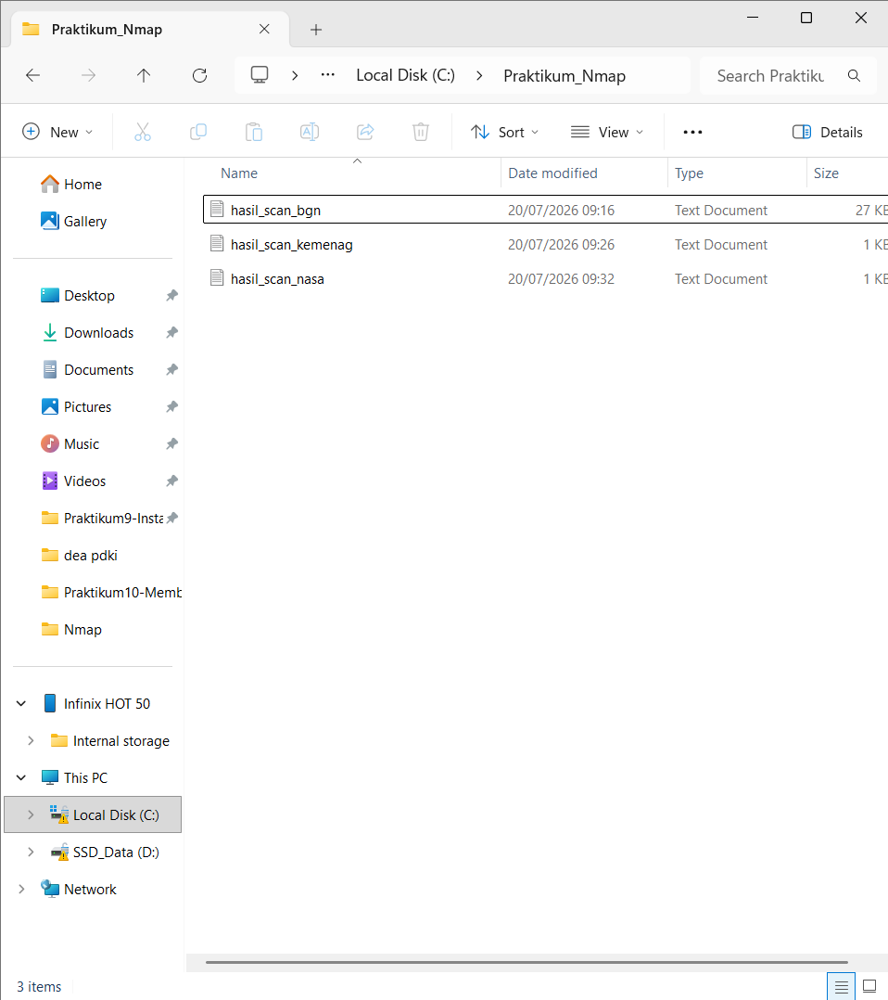 Praktikum_Nmap
Local Disk (C:) Praktikum_Nmap Search Praktiku
New Sort View Details
Name Date modified Type Size
hasil_scan_bgn 20/07/2026 09:16 Text Document 27 KB
hasil_scan_kemenag 20/07/2026 09:26 Text Document 1 KB
hasil_scan_nasa 20/07/2026 09:32 Text Document 1 KB
Home
Gallery
Desktop
Downloads
Documents
Pictures
Music
Videos
Praktikum9-Insta
dea pdki
Praktikum10-Memb
Nmap
Infinix HOT 50
Internal storage
This PC
Local Disk (C:)
SSD_Data (D:)
Network
3 items